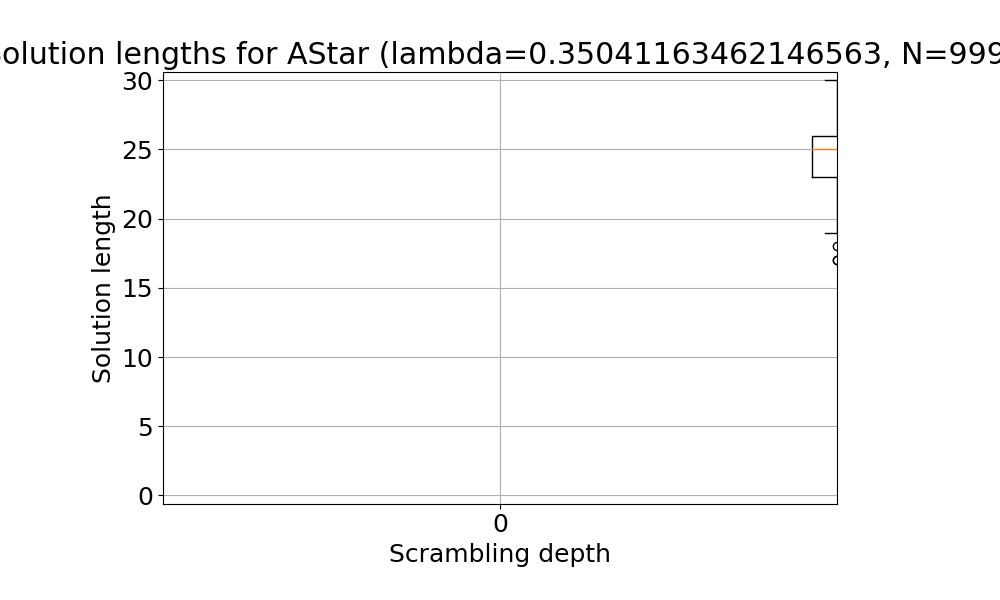 olution lengths for AStar (lambda=0.35041163462146563, N=999
30
25
20
15
10
5
0
Solution length
0
Scrambling depth